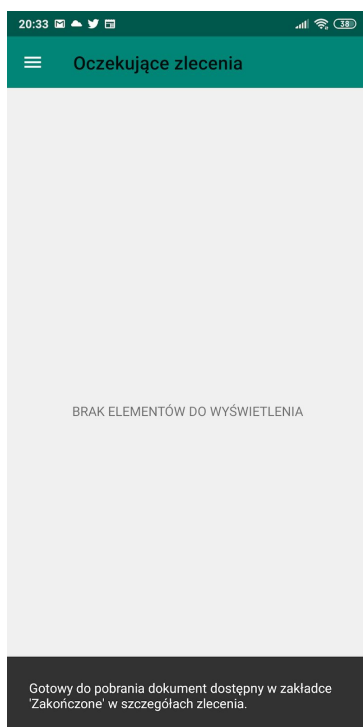 20:33
38
Oczekujące zlecenia
BRAK ELEMENTÓW DO WYŚWIETLENIA
Gotowy do pobrania dokument dostępny w zakładce
'Zakończone' w szczegółach zlecenia.